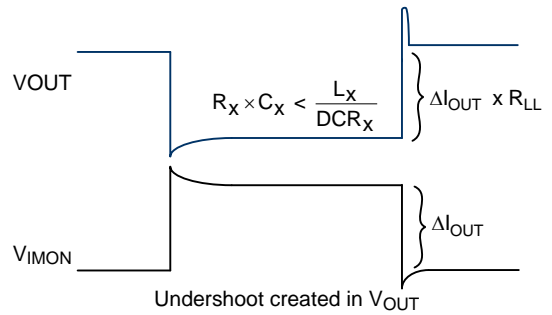 VOUT
R_X × C_X < L_X / DCR_X
ΔI_OUT x R_LL
V_IMON
ΔI_OUT
Undershoot created in V_OUT